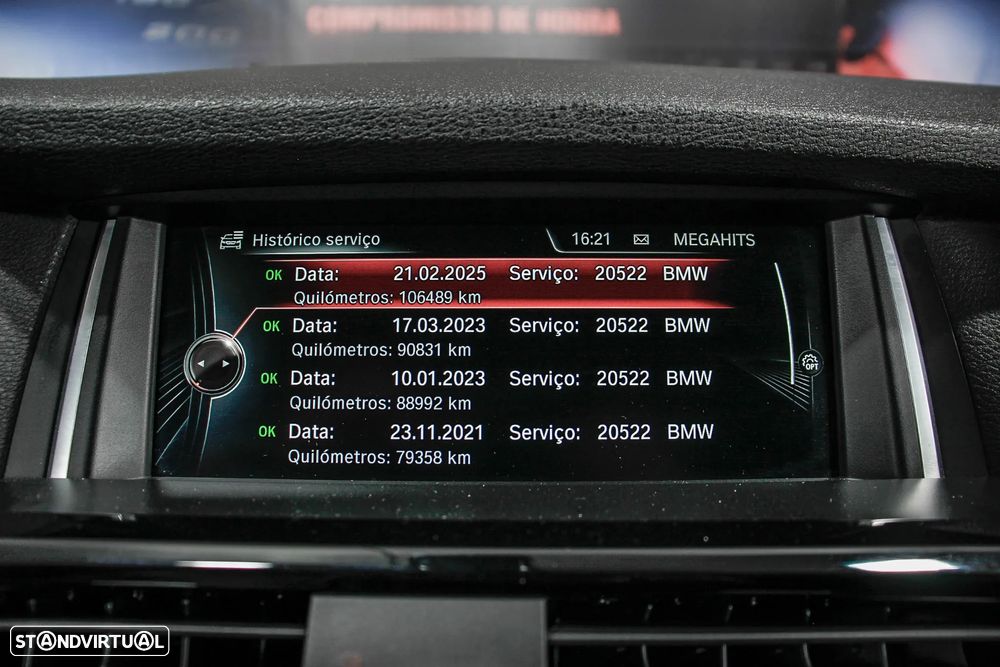 COMPROMISSO DE HONRA
Histórico serviço 16:21 MEGAHITS
OK Data: 21.02.2025 Serviço: 20522 BMW
Quilómetros: 106489 km
OK Data: 17.03.2023 Serviço: 20522 BMW
Quilómetros: 90831 km
OPT
OK Data: 10.01.2023 Serviço: 20522 BMW
Quilómetros: 88992 km
OK Data: 23.11.2021 Serviço: 20522 BMW
Quilómetros: 79358 km
STANDVIRTUAL